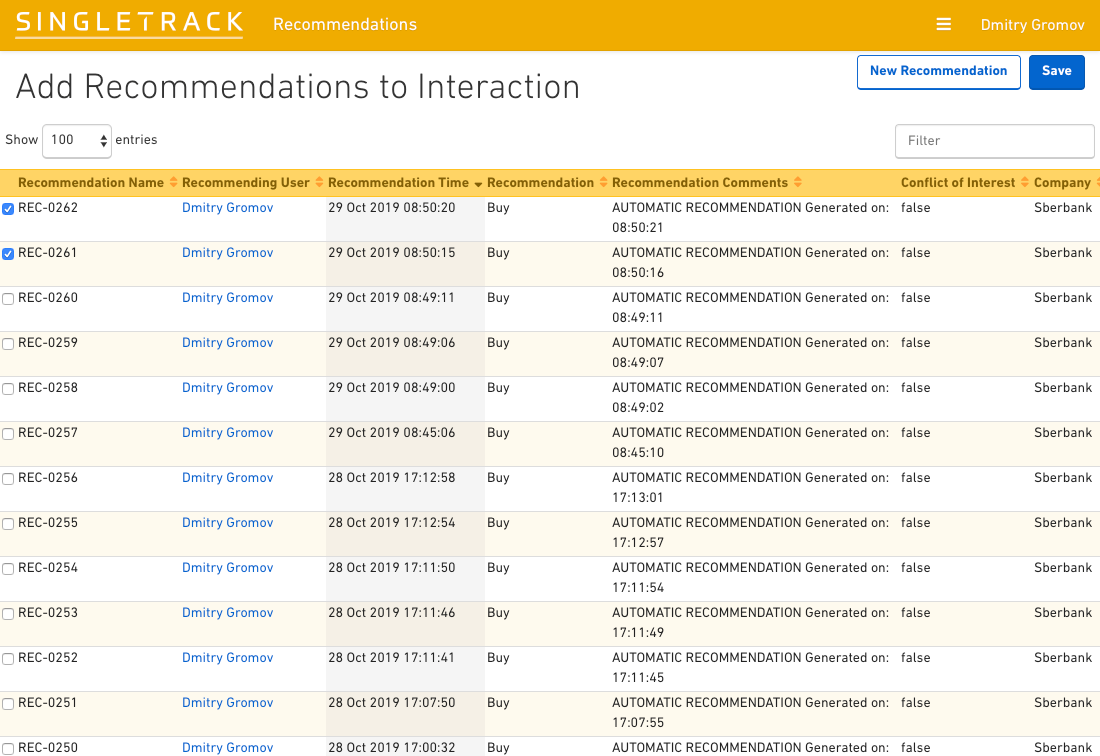 SINGLETRACK Recommendations Dmitry Gromov
Add Recommendations to Interaction
New Recommendation Save
Show 100 entries Filter
Recommendation Name Recommending User Recommendation Time Recommendation Recommendation Comments Conflict of Interest Company
REC-0262 Dmitry Gromov 29 Oct 2019 08:50:20 Buy AUTOMATIC RECOMMENDATION Generated on: false Sberbank
08:50:21
REC-0261 Dmitry Gromov 29 Oct 2019 08:50:15 Buy AUTOMATIC RECOMMENDATION Generated on: false Sberbank
08:50:16
REC-0260 Dmitry Gromov 29 Oct 2019 08:49:11 Buy AUTOMATIC RECOMMENDATION Generated on: false Sberbank
08:49:11
REC-0259 Dmitry Gromov 29 Oct 2019 08:49:06 Buy AUTOMATIC RECOMMENDATION Generated on: false Sberbank
08:49:07
REC-0258 Dmitry Gromov 29 Oct 2019 08:49:00 Buy AUTOMATIC RECOMMENDATION Generated on: false Sberbank
08:49:02
REC-0257 Dmitry Gromov 29 Oct 2019 08:45:06 Buy AUTOMATIC RECOMMENDATION Generated on: false Sberbank
08:45:10
REC-0256 Dmitry Gromov 28 Oct 2019 17:12:58 Buy AUTOMATIC RECOMMENDATION Generated on: false Sberbank
17:13:01
REC-0255 Dmitry Gromov 28 Oct 2019 17:12:54 Buy AUTOMATIC RECOMMENDATION Generated on: false Sberbank
17:12:57
REC-0254 Dmitry Gromov 28 Oct 2019 17:11:50 Buy AUTOMATIC RECOMMENDATION Generated on: false Sberbank
17:11:54
REC-0253 Dmitry Gromov 28 Oct 2019 17:11:46 Buy AUTOMATIC RECOMMENDATION Generated on: false Sberbank
17:11:49
REC-0252 Dmitry Gromov 28 Oct 2019 17:11:41 Buy AUTOMATIC RECOMMENDATION Generated on: false Sberbank
17:11:45
REC-0251 Dmitry Gromov 28 Oct 2019 17:07:50 Buy AUTOMATIC RECOMMENDATION Generated on: false Sberbank
17:07:55
REC-0250 Dmitry Gromov 28 Oct 2019 17:00:32 Buy AUTOMATIC RECOMMENDATION Generated on: false Sberbank